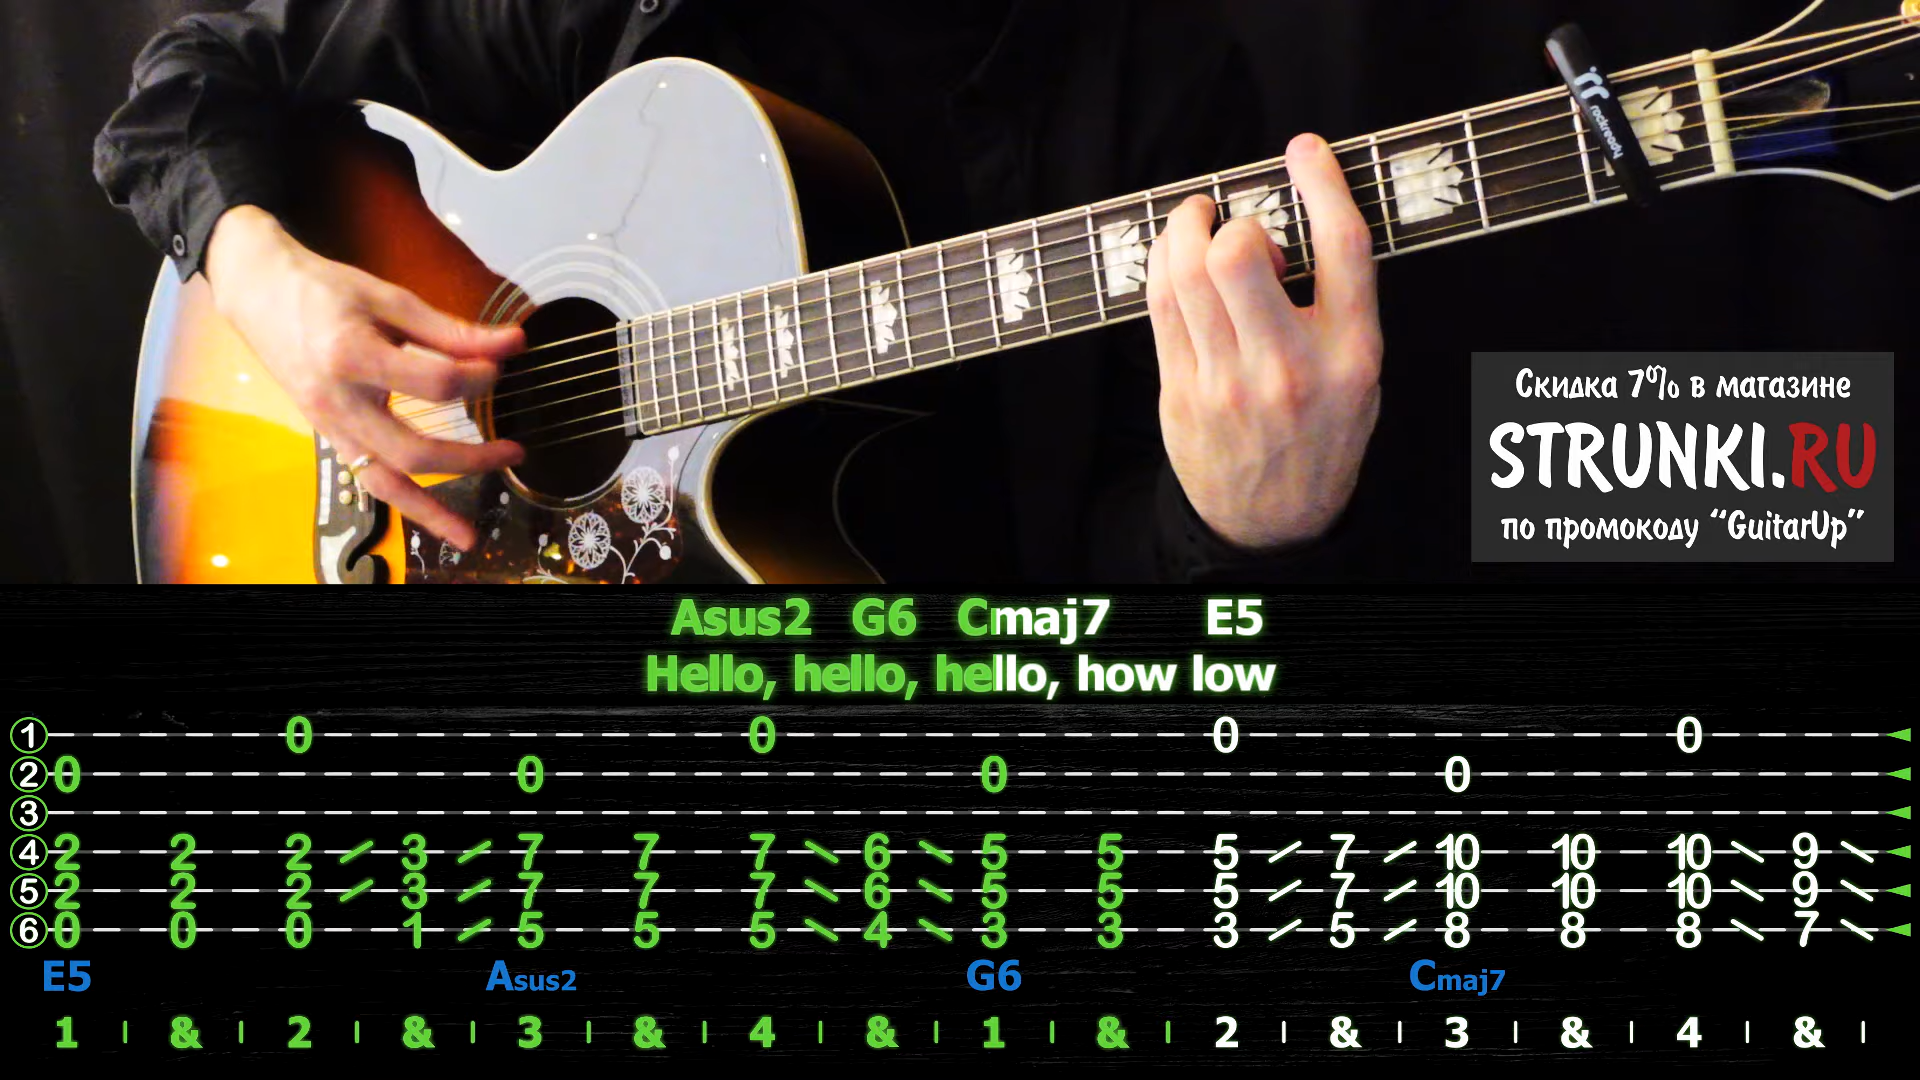 rockready
Скидка 7% в магазине
STRUNKI.RU
по промокоду “GuitarUp”
Asus2 G6 Cmaj7 E5
Hello, hello, hello, how low
1 0 0 0 0
2 0 0 0 0
3
4 2 2 2 3 7 7 7 6 5 5 5 7 10 10 10 9
5 2 2 2 3 7 7 7 6 5 5 5 7 10 10 10 9
6 0 0 0 1 5 5 5 4 3 3 3 5 8 8 8 7
E5 Asus2 G6 Cmaj7
1 | & | 2 | & | 3 | & | 4 | & | 1 | & | 2 | & | 3 | & | 4 | & |